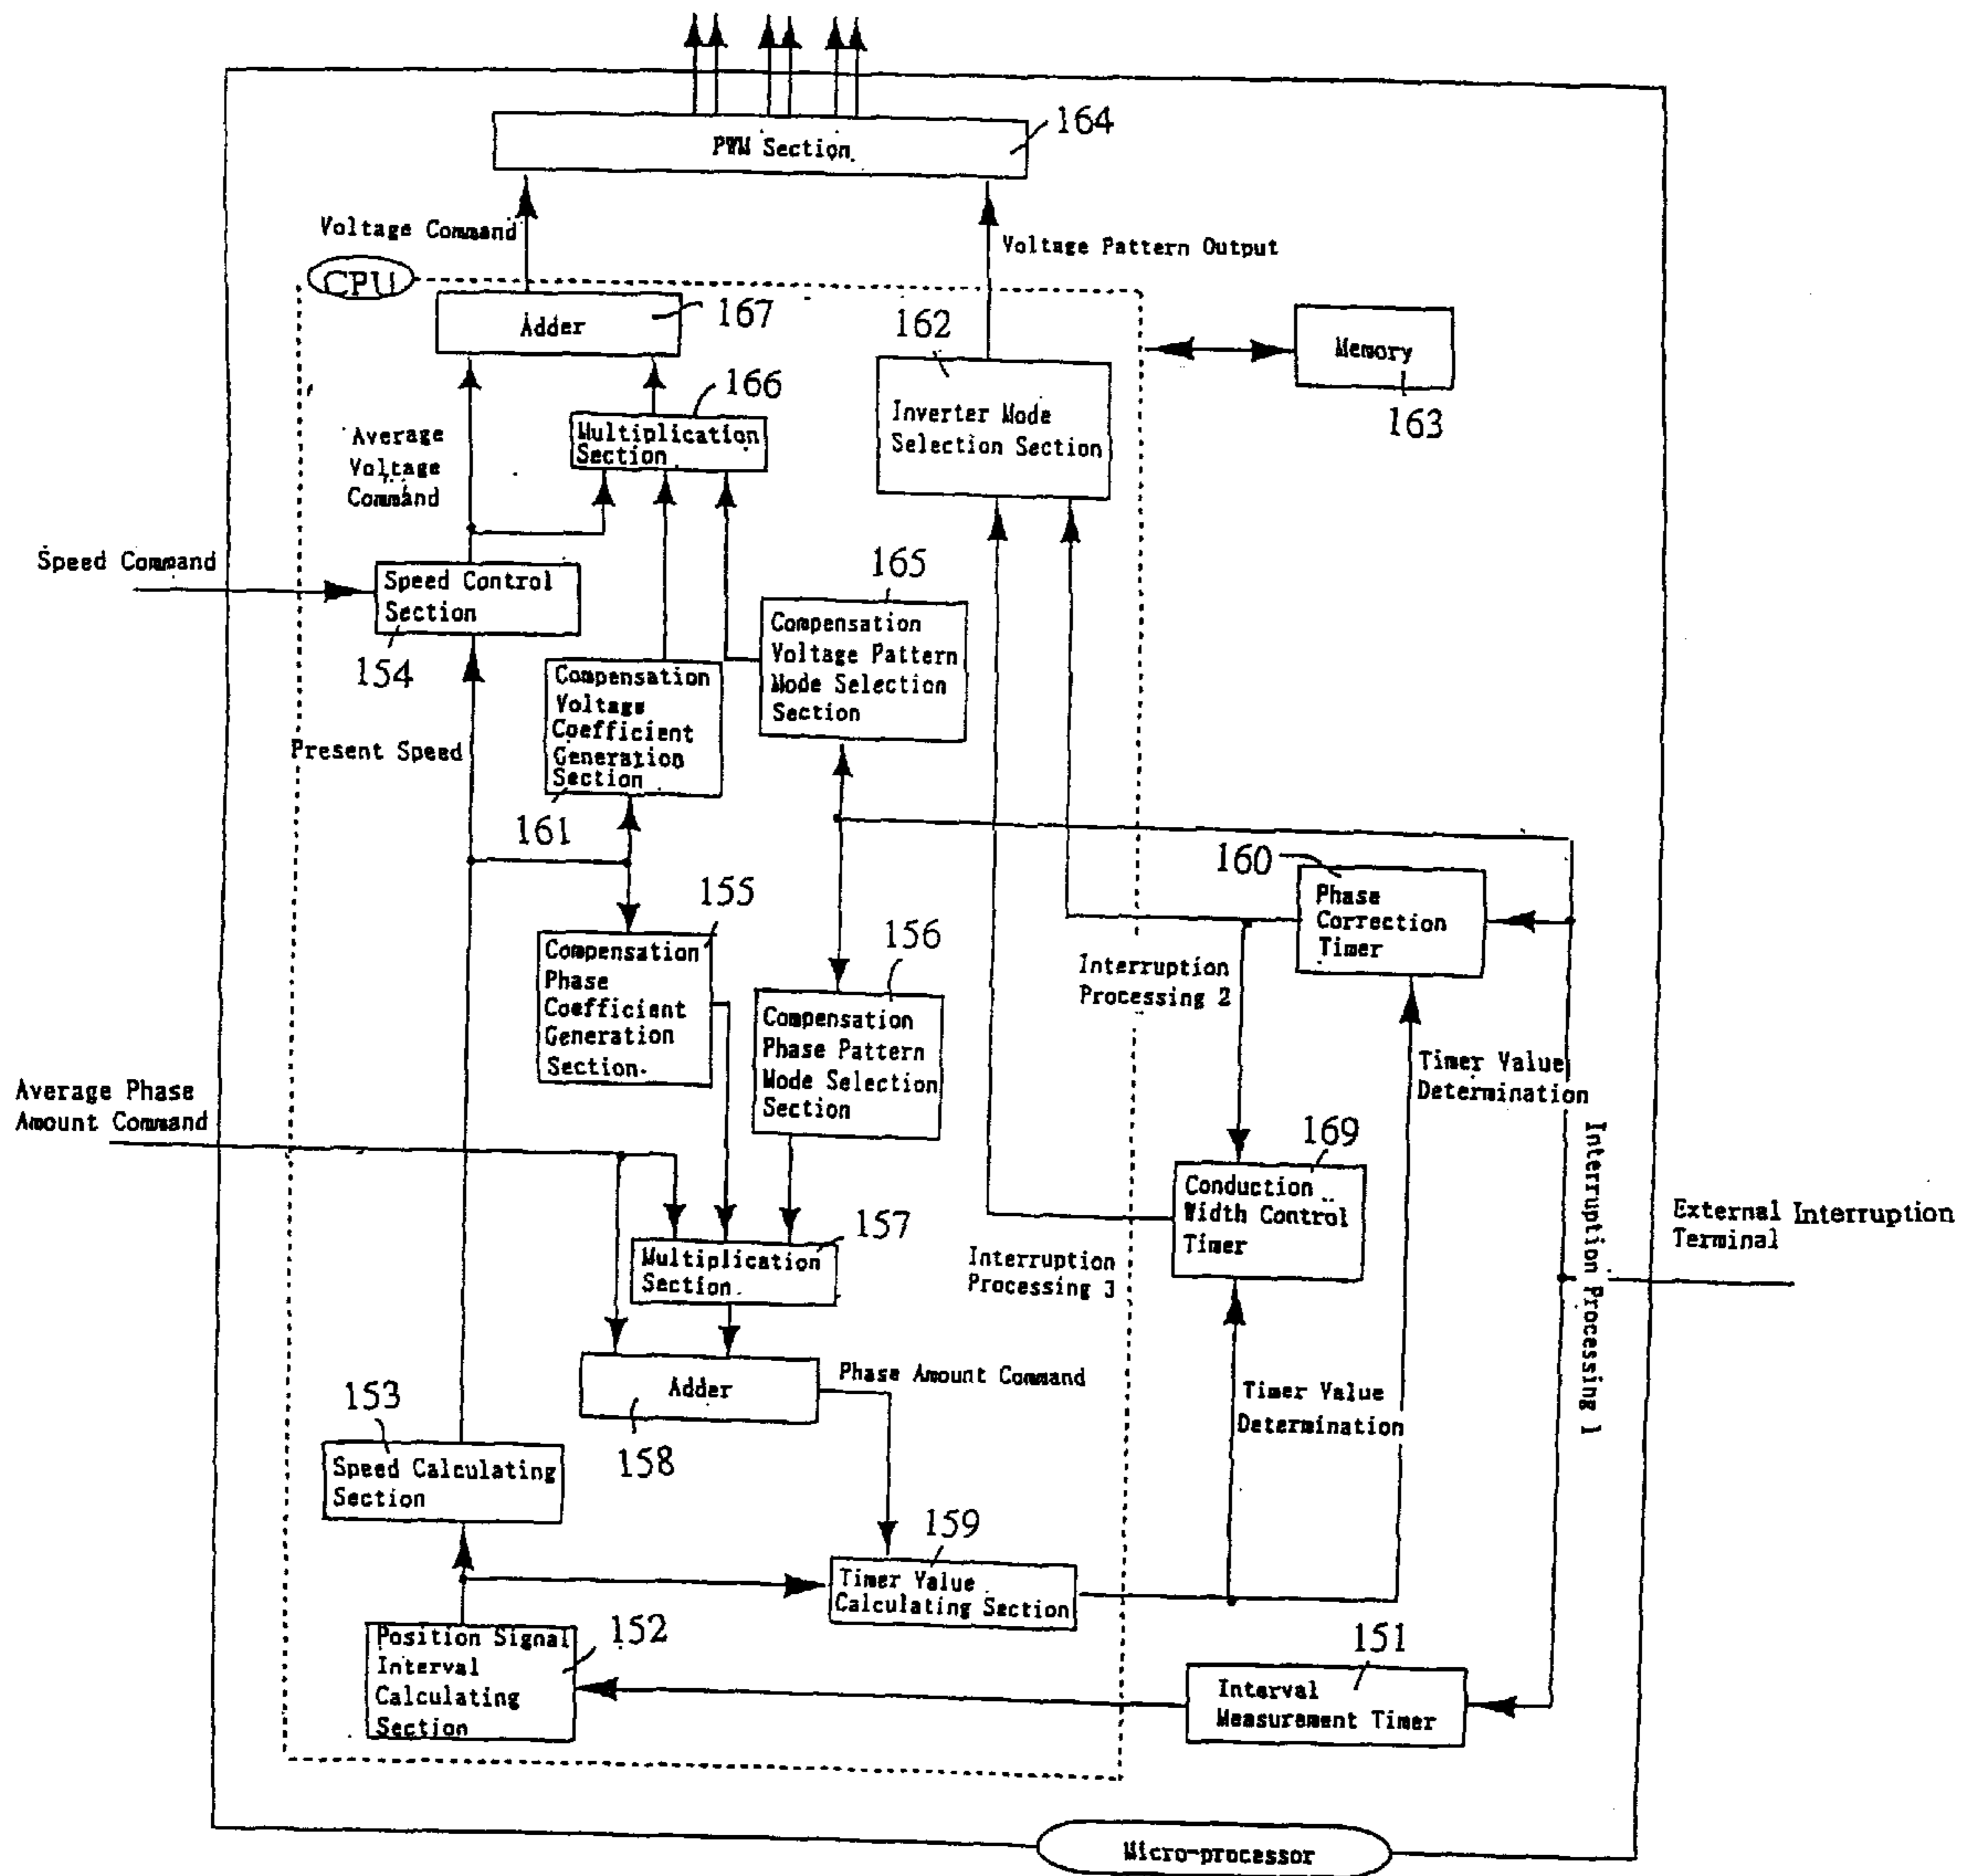 164
PWM Section
Voltage Command
Voltage Pattern Output
CPU
Adder
167
162
Memory
163
166
Inverter Mode
Selection Section
Multiplication
Section
Average
Voltage
Command
Speed Command
Speed Control
Section
154
165
Compensation
Voltage Pattern
Mode Selection
Section
Compensation
Voltage
Coefficient
Generation
Section
161
Present Speed
160
Phase
Correction
Timer
155
Compensation
Phase
Coefficient
Generation
Section
156
Compensation
Phase Pattern
Mode Selection
Section
Interruption
Processing 2
Timer Value
Determination
Average Phase
Amount Command
169
Conduction
Width Control
Timer
Interruption Processing 1
External Interruption
Terminal
157
Multiplication
Section
Interruption
Processing 3
Adder
158
Phase Amount Command
Timer Value
Determination
153
Speed Calculating
Section
159
Timer Value
Calculating Section
Position Signal
Interval
Calculating
Section
152
151
Interval
Measurement Timer
Micro-processor